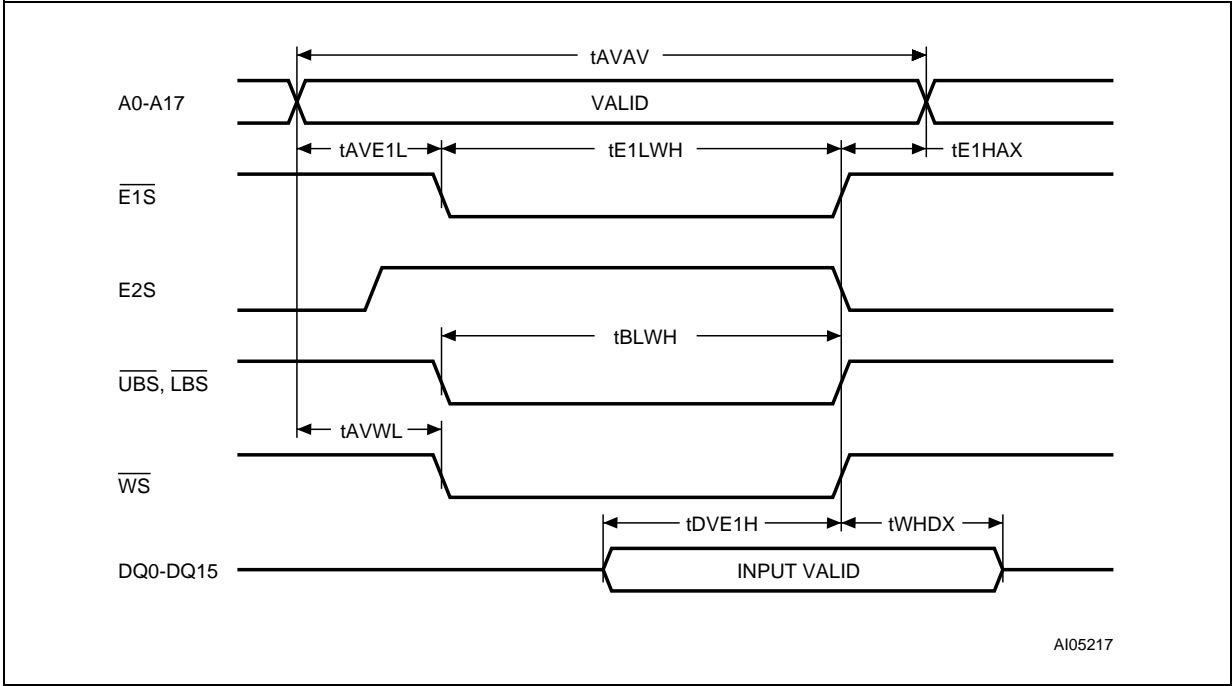 tAVAV
A0-A17 VALID
tAVE1L tE1LWH tE1HAX
E1S
E2S
tBLWH
UBS, LBS
tAVWL
WS
tDVE1H tWHDX
DQ0-DQ15 INPUT VALID
AI05217